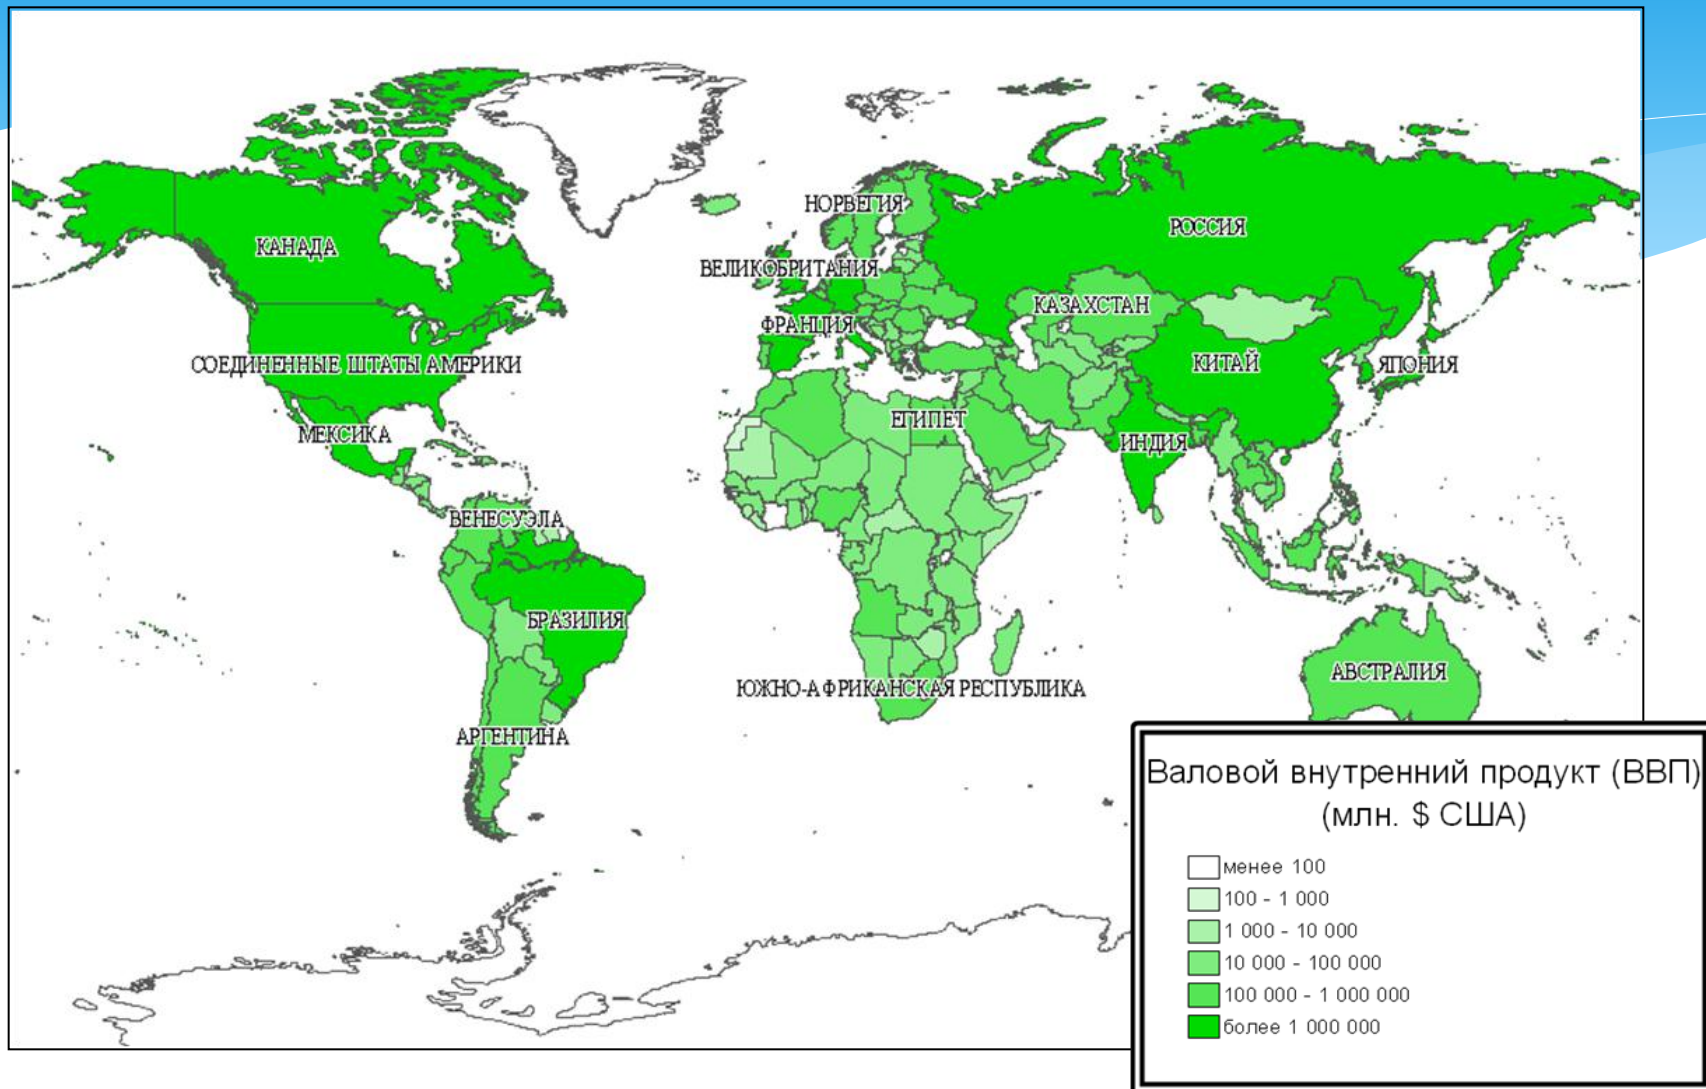 НОРВЕГИЯ
РОССИЯ
КАНАДА
ВЕЛИКОБРИТАНИЯ
КАЗАХСТАН
ФРАНЦИЯ
СОЕДИНЕННЫЕ ШТАТЫ АМЕРИКИ
КИТАЙ
ЯПОНИЯ
ЕГИПЕТ
МЕКСИКА
ИНДИЯ
ВЕНЕСУЭЛА
БРАЗИЛИЯ
АВСТРАЛИЯ
ЮЖНО-АФРИКАНСКАЯ РЕСПУБЛИКА
АРГЕНТИНА
Валовой внутренний продукт (ВВП)
(млн. $ США)
менее 100
100 - 1 000
1 000 - 10 000
10 000 - 100 000
100 000 - 1 000 000
более 1 000 000